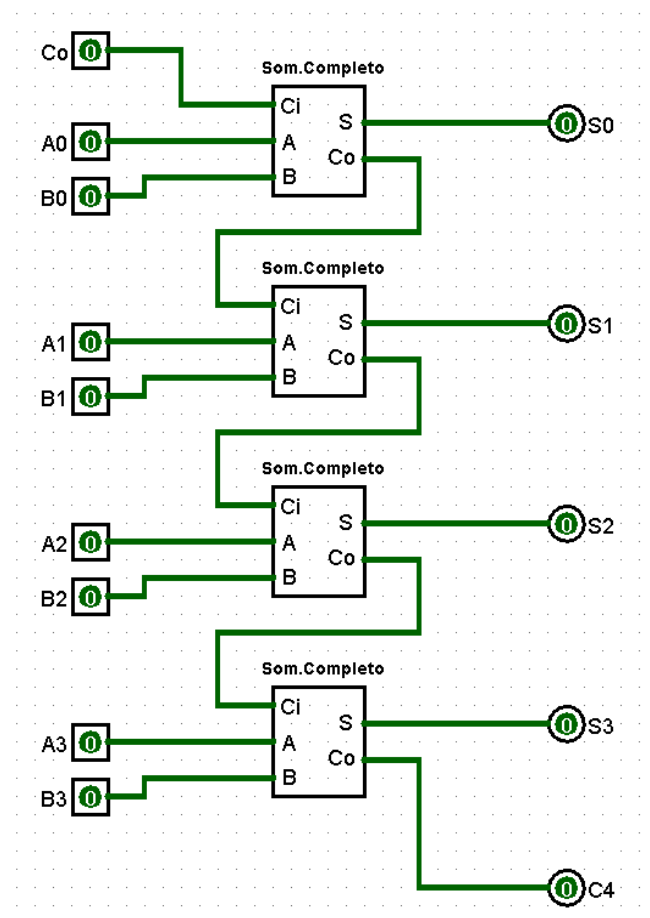 Co 0
Som.Completo
Ci
S 0 S0
A0 0 A
Co
B0 0 B
Som.Completo
Ci
S 0 S1
A1 0 A
Co
B1 0 B
Som.Completo
Ci
S 0 S2
A2 0 A
Co
B2 0 B
Som.Completo
Ci
S 0 S3
A3 0 A
Co
B3 0 B
0 C4